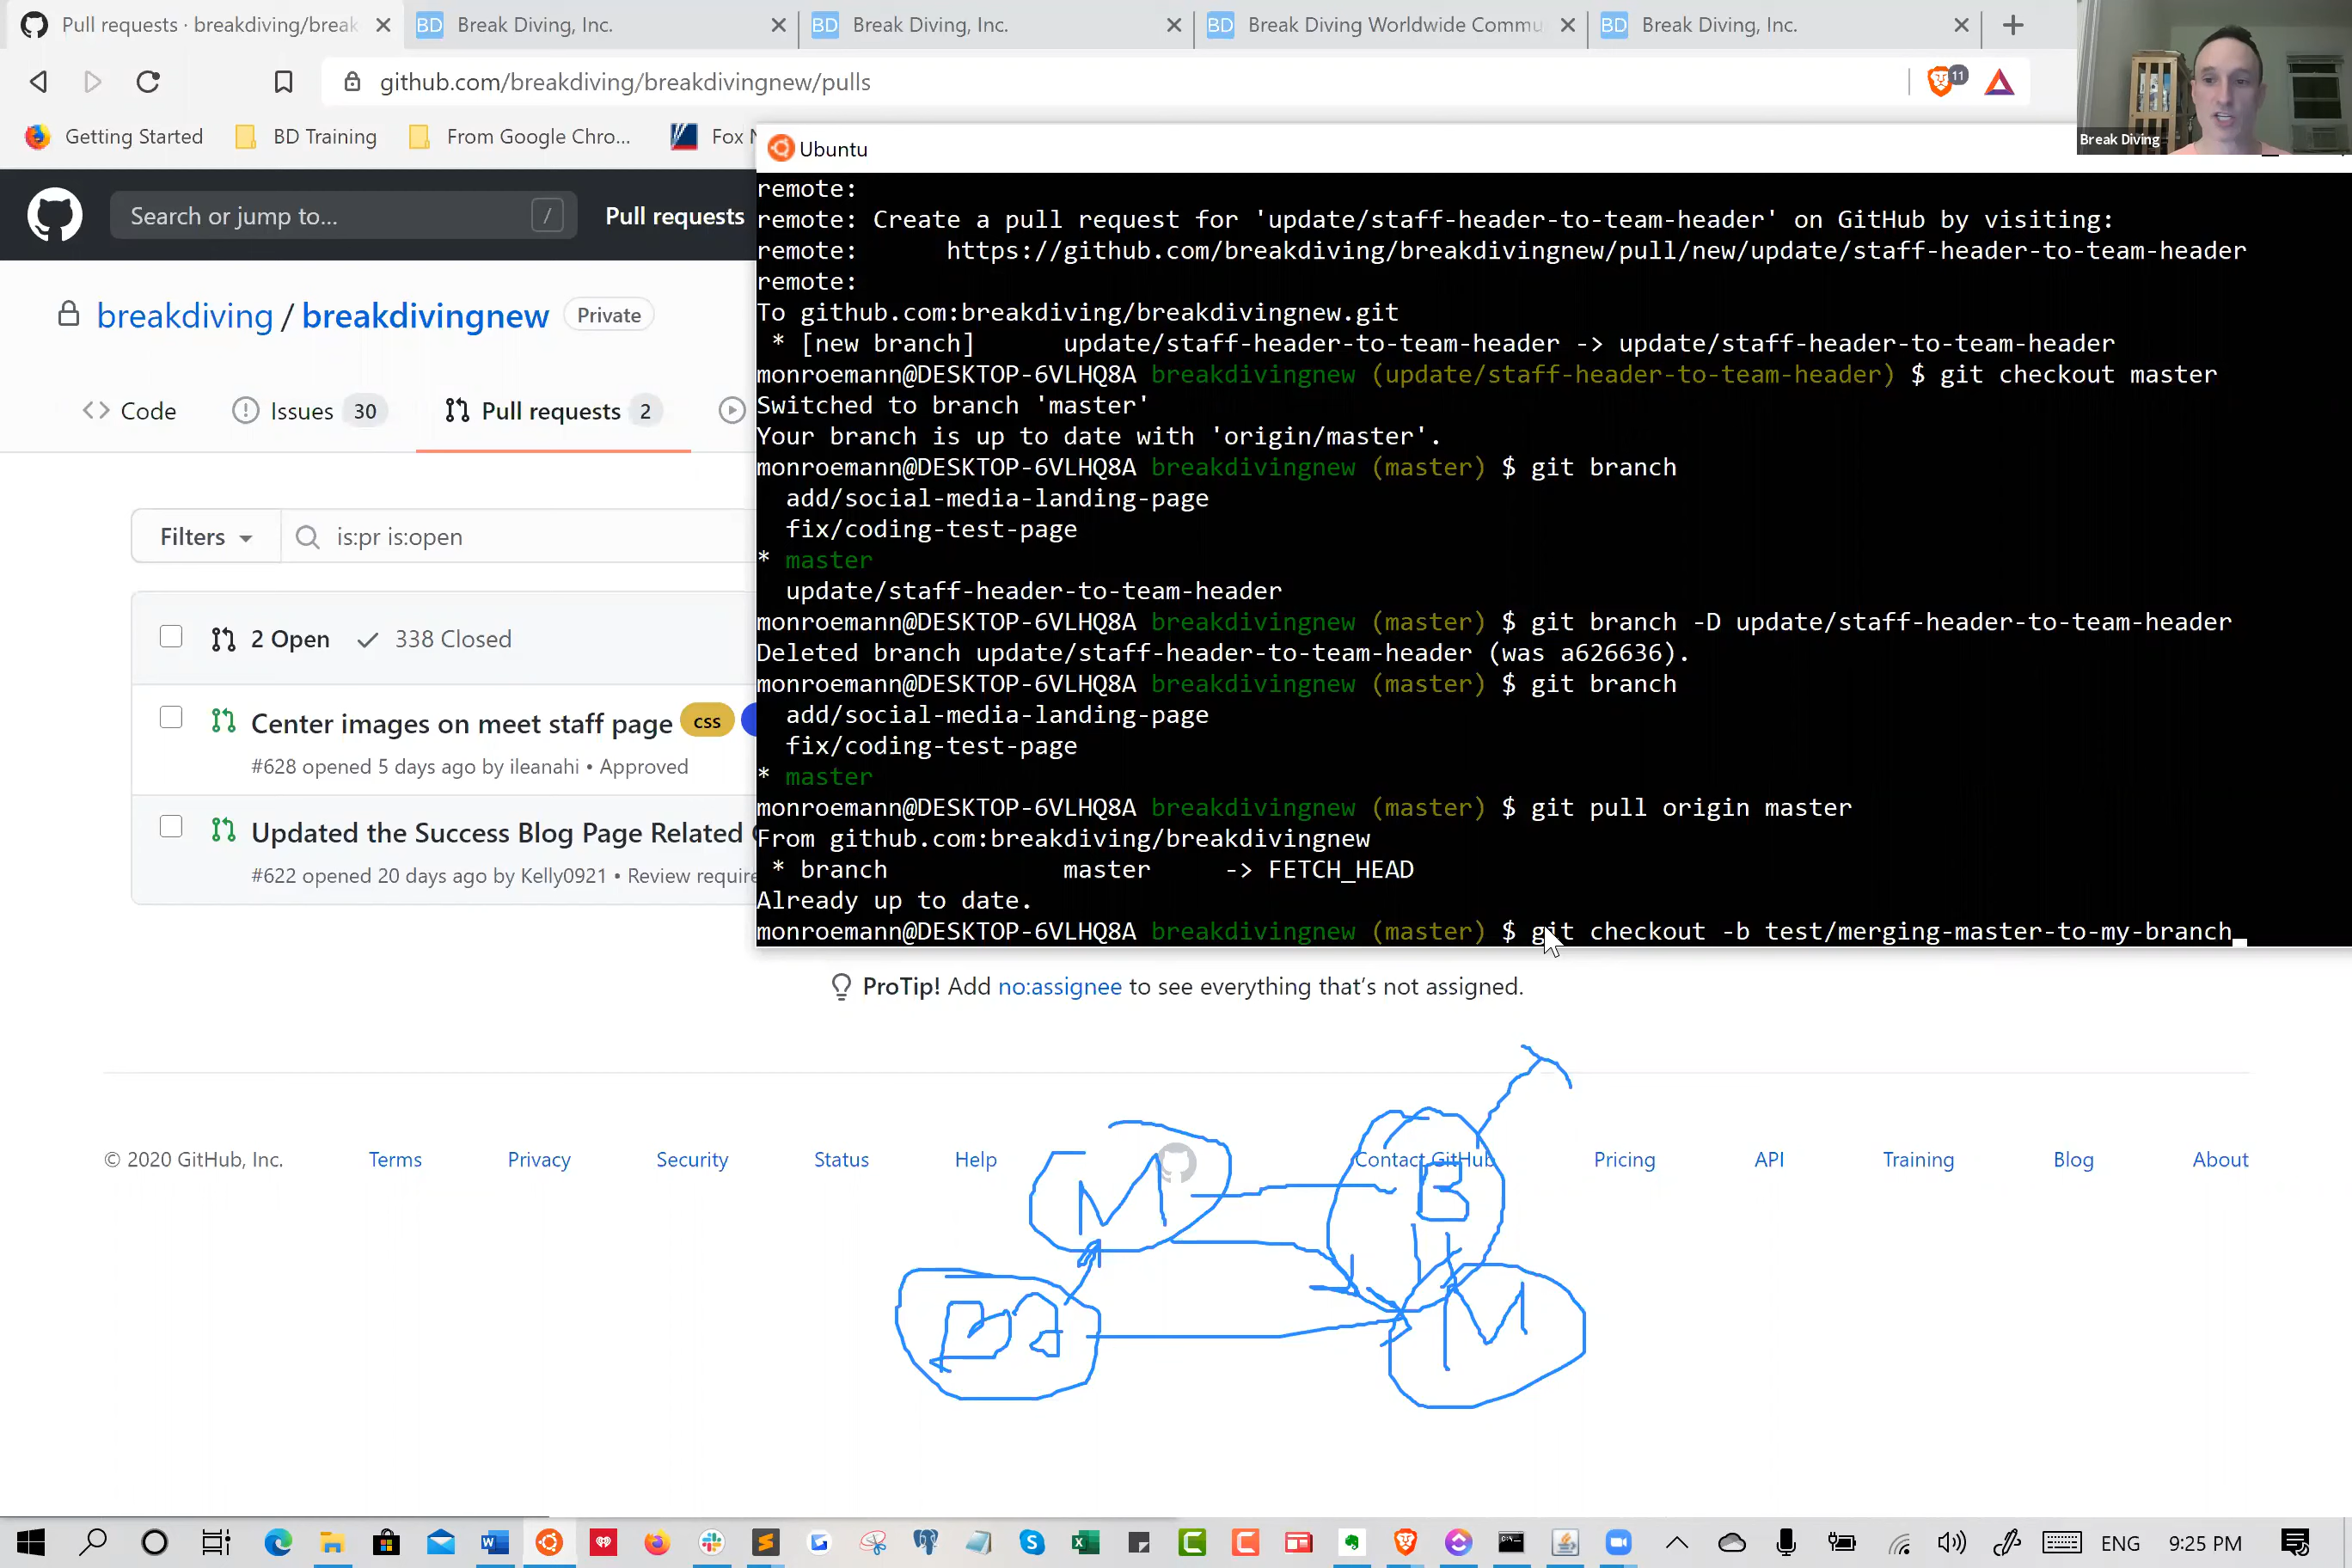 Pull requests · breakdiving/break
BD Break Diving, Inc.
BD Break Diving, Inc.
BD Break Diving Worldwide Commu
BD Break Diving, Inc.
github.com/breakdiving/breakdivingnew/pulls
11
Getting Started
BD Training
From Google Chro...
Fox N
Break Diving
Ubuntu
Search or jump to...
/
Pull requests
breakdiving / breakdivingnew
Private
Code
Issues 30
Pull requests 2
Filters
is:pr is:open
2 Open
338 Closed
Center images on meet staff page css
#628 opened 5 days ago by ileanahi • Approved
Updated the Success Blog Page Related
#622 opened 20 days ago by Kelly0921 • Review require
remote:
remote: Create a pull request for 'update/staff-header-to-team-header' on GitHub by visiting:
remote:      https://github.com/breakdiving/breakdivingnew/pull/new/update/staff-header-to-team-header
remote:
To github.com:breakdiving/breakdivingnew.git
 * [new branch]      update/staff-header-to-team-header -> update/staff-header-to-team-header
monroemann@DESKTOP-6VLHQ8A breakdivingnew (update/staff-header-to-team-header) $ git checkout master
Switched to branch 'master'
Your branch is up to date with 'origin/master'.
monroemann@DESKTOP-6VLHQ8A breakdivingnew (master) $ git branch
  add/social-media-landing-page
  fix/coding-test-page
* master
  update/staff-header-to-team-header
monroemann@DESKTOP-6VLHQ8A breakdivingnew (master) $ git branch -D update/staff-header-to-team-header
Deleted branch update/staff-header-to-team-header (was a626636).
monroemann@DESKTOP-6VLHQ8A breakdivingnew (master) $ git branch
  add/social-media-landing-page
  fix/coding-test-page
* master
monroemann@DESKTOP-6VLHQ8A breakdivingnew (master) $ git pull origin master
From github.com:breakdiving/breakdivingnew
 * branch            master     -> FETCH_HEAD
Already up to date.
monroemann@DESKTOP-6VLHQ8A breakdivingnew (master) $ git checkout -b test/merging-master-to-my-branch
ProTip! Add no:assignee to see everything that’s not assigned.
© 2020 GitHub, Inc.
Terms
Privacy
Security
Status
Help
Contact GitHub
Pricing
API
Training
Blog
About
M
B
M
ENG
9:25 PM